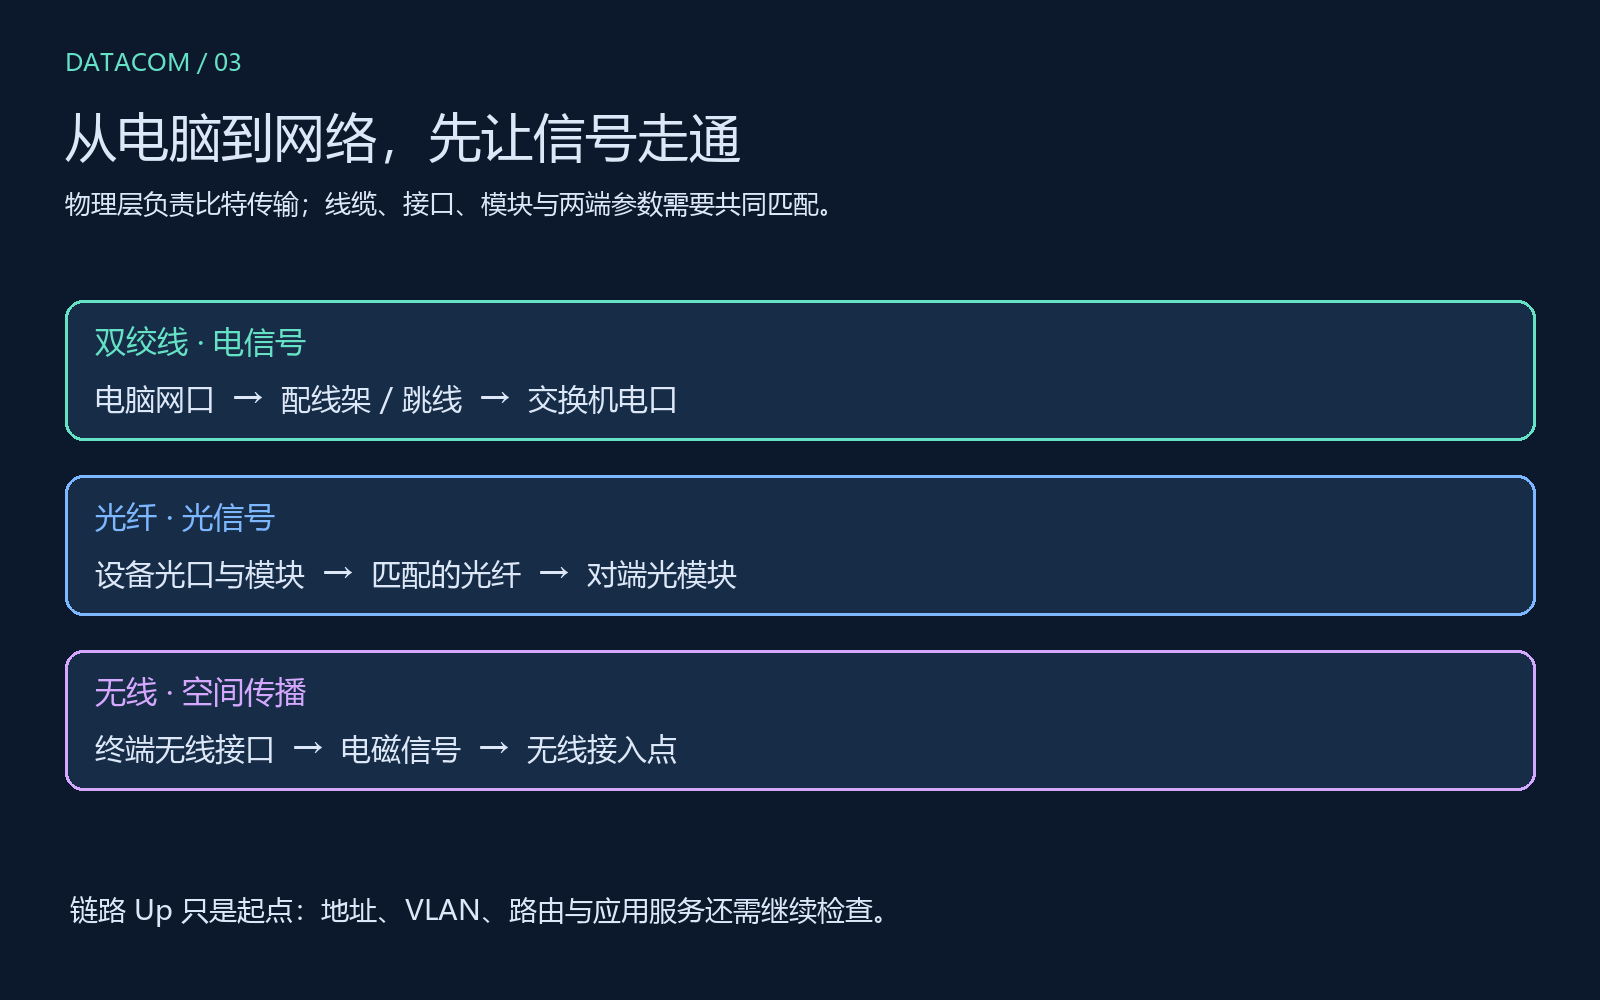 DATACOM / 03
从电脑到网络，先让信号走通
物理层负责比特传输；线缆、接口、模块与两端参数需要共同匹配。
双绞线 · 电信号
电脑网口 → 配线架 / 跳线 → 交换机电口
光纤 · 光信号
设备光口与模块 → 匹配的光纤 → 对端光模块
无线 · 空间传播
终端无线接口 → 电磁信号 → 无线接入点
链路 Up 只是起点：地址、VLAN、路由与应用服务还需继续检查。